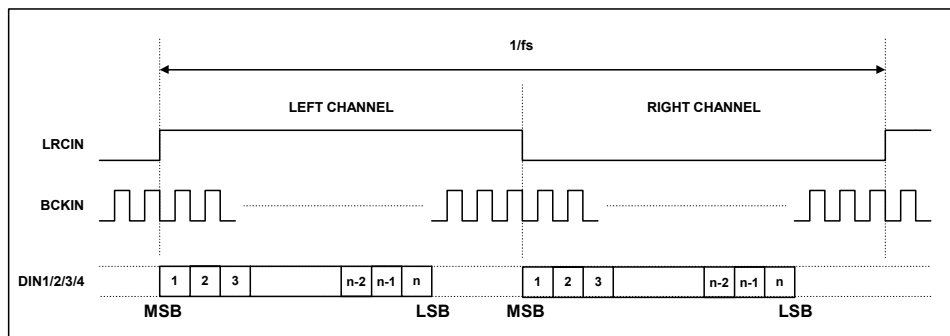 1/fs
LEFT CHANNEL RIGHT CHANNEL
LRCIN
BCKIN
DIN1/2/3/4 1 2 3 n-2 n-1 n 1 2 3 n-2 n-1 n
MSB LSB MSB LSB